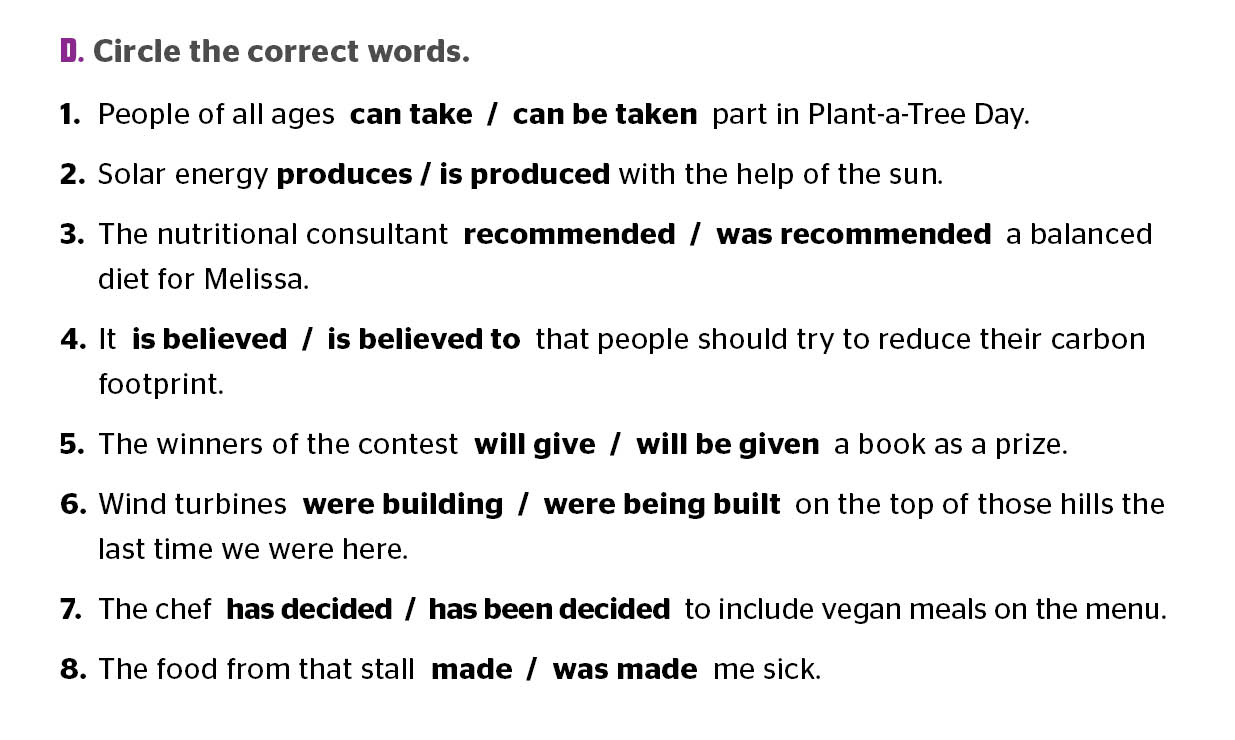 D. Circle the correct words.
1. People of all ages can take / can be taken part in Plant-a-Tree Day.
2. Solar energy produces / is produced with the help of the sun.
3. The nutritional consultant recommended / was recommended a balanced
diet for Melissa.
4. It is believed / is believed to that people should try to reduce their carbon
footprint.
5. The winners of the contest will give / will be given a book as a prize.
6. Wind turbines were building / were being built on the top of those hills the
last time we were here.
7. The chef has decided / has been decided to include vegan meals on the menu.
8. The food from that stall made / was made me sick.